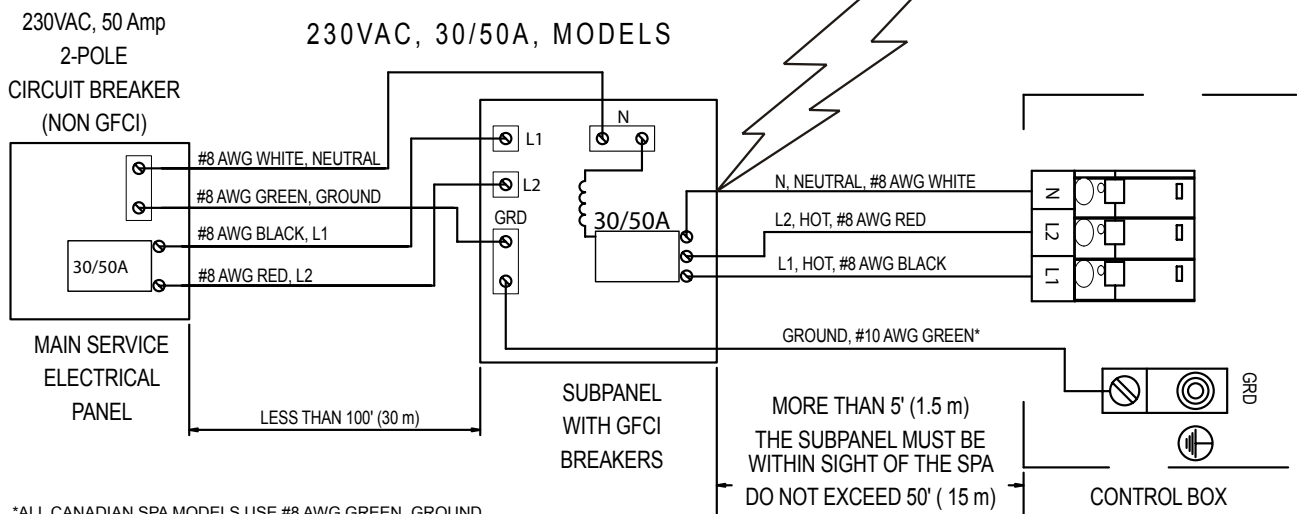 230VAC, 50 Amp
2-POLE
CIRCUIT BREAKER
(NON GFCI)
230VAC, 30/50A, MODELS
#8 AWG WHITE, NEUTRAL
#8 AWG GREEN, GROUND
#8 AWG BLACK, L1
#8 AWG RED, L2
30/50A
MAIN SERVICE
ELECTRICAL
PANEL
LESS THAN 100' (30 m)
L1
L2
GRD
N
30/50A
SUBPANEL
WITH GFCI
BREAKERS
N, NEUTRAL, #8 AWG WHITE
L2, HOT, #8 AWG RED
L1, HOT, #8 AWG BLACK
GROUND, #10 AWG GREEN*
MORE THAN 5' (1.5 m)
THE SUBPANEL MUST BE
WITHIN SIGHT OF THE SPA
DO NOT EXCEED 50' ( 15 m)
N
L2
L1
GRD
CONTROL BOX
*ALL CANADIAN SPA MODELS USE #8 AWG GREEN, GROUND